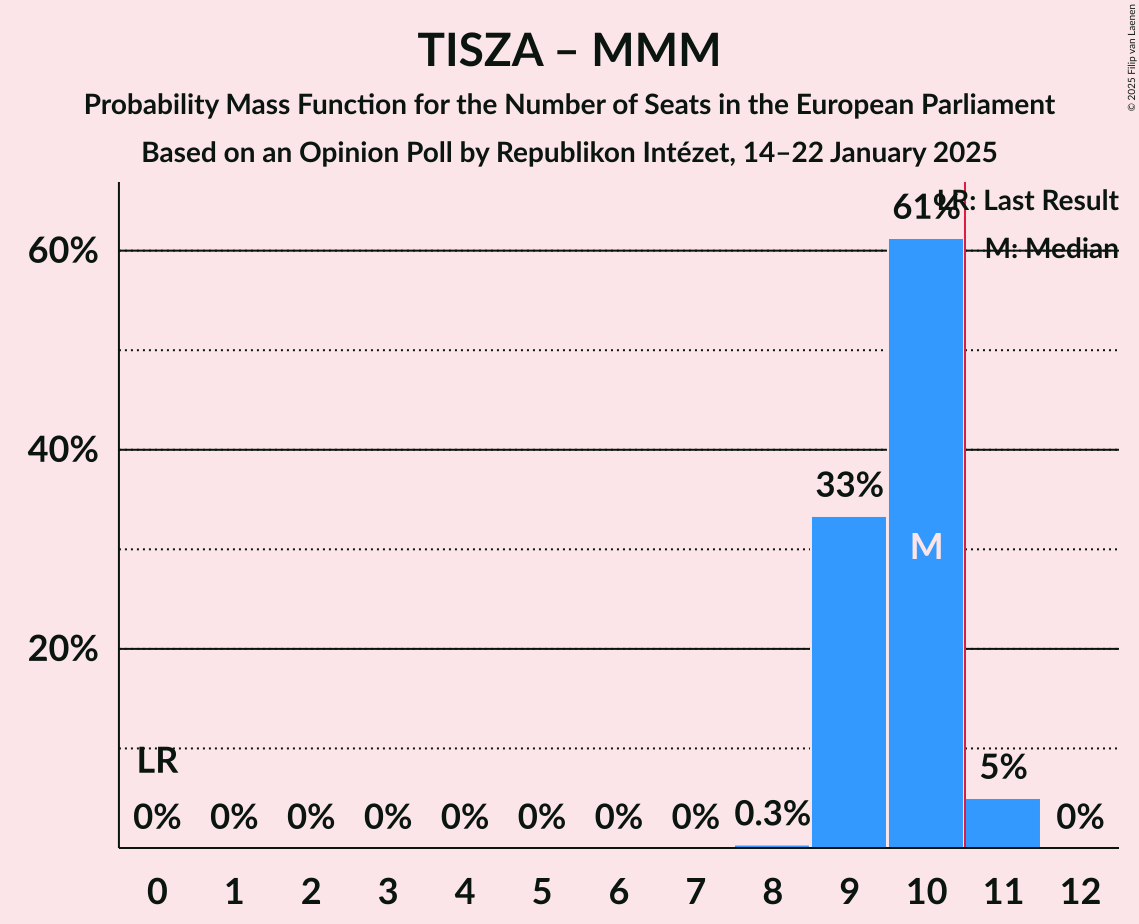 TISZA – MMM
Probability Mass Function for the Number of Seats in the European Parliament
Based on an Opinion Poll by Republikon Intézet, 14–22 January 2025
© 2025 Filip van Laenen
LR: Last Result
M: Median
60%
40%
20%
61%
33%
M
LR
5%
0% 0% 0% 0% 0% 0% 0% 0% 0.3% 0%
0 1 2 3 4 5 6 7 8 9 10 11 12